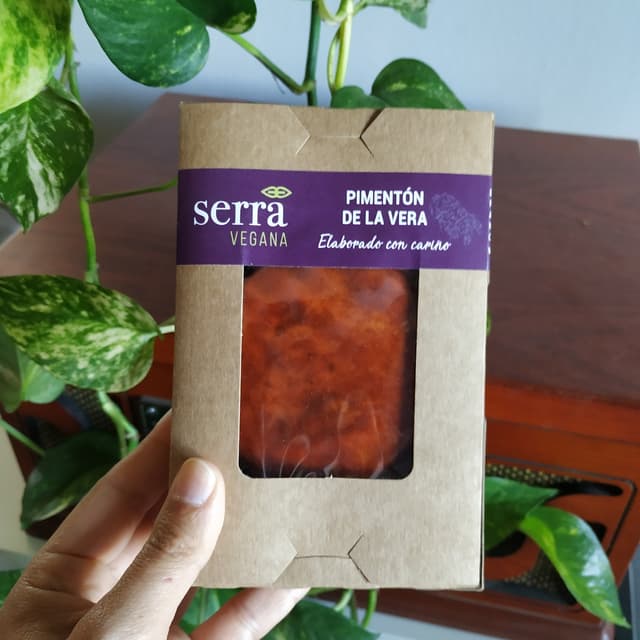 serra
VEGANA
PIMENTÓN
DE LA VERA
Elaborado con cariño